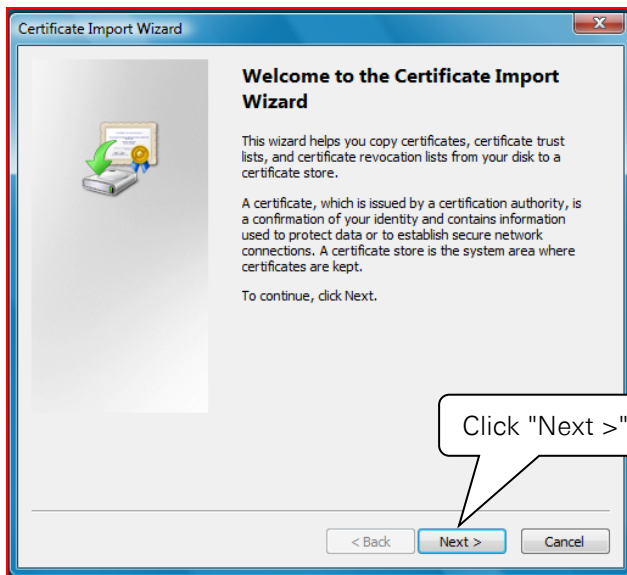 Certificate Import Wizard
Welcome to the Certificate Import
Wizard
This wizard helps you copy certificates, certificate trust
lists, and certificate revocation lists from your disk to a
certificate store.
A certificate, which is issued by a certification authority, is
a confirmation of your identity and contains information
used to protect data or to establish secure network
connections. A certificate store is the system area where
certificates are kept.
To continue, click Next.
Click "Next >"
< Back Next > Cancel